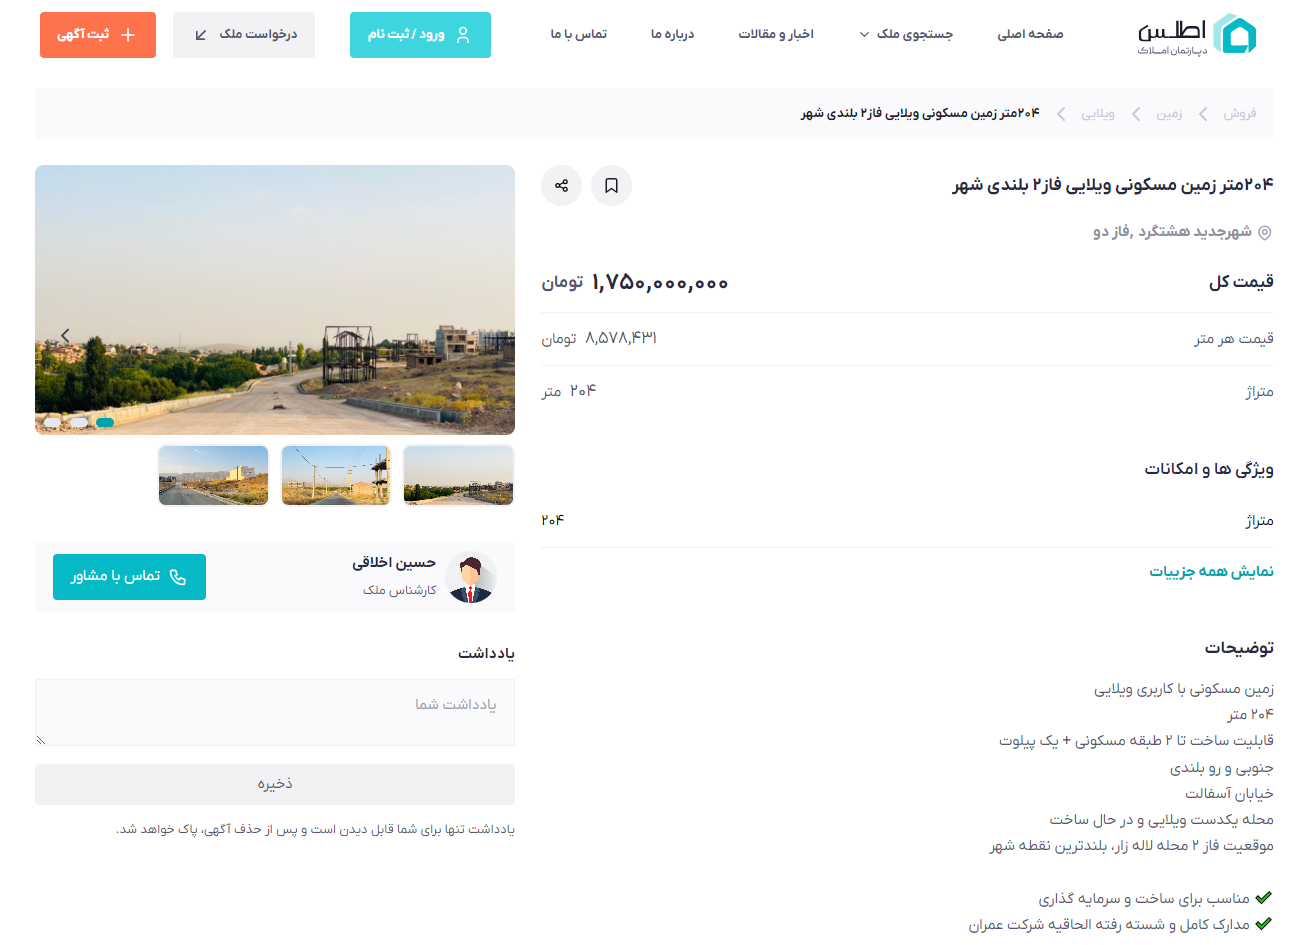 اطلس
دپارتمان امـلاک
صفحه اصلی
جستجوی ملک
اخبار و مقالات
درباره ما
تماس با ما
ورود / ثبت نام
درخواست ملک
ثبت آگهی
فروش
زمین
ویلایی
۲۰۴متر زمین مسکونی ویلایی فاز۲ بلندی شهر
۲۰۴متر زمین مسکونی ویلایی فاز۲ بلندی شهر
شهرجدید هشتگرد ,فاز دو
قیمت کل
۱,۷۵۰,۰۰۰,۰۰۰ تومان
قیمت هر متر
۸,۵۷۸,۴۳۱ تومان
متراژ
۲۰۴ متر
ویژگی ها و امکانات
متراژ
۲۰۴
نمایش همه جزییات
توضیحات
زمین مسکونی با کاربری ویلایی
۲۰۴ متر
قابلیت ساخت تا ۲ طبقه مسکونی + یک پیلوت
جنوبی و رو بلندی
خیابان آسفالت
محله یکدست ویلایی و در حال ساخت
موقعیت فاز ۲ محله لاله زار، بلندترین نقطه شهر
✔ مناسب برای ساخت و سرمایه گذاری
✔ مدارک کامل و شسته رفته الحاقیه شرکت عمران
حسین اخلاقی
کارشناس ملک
تماس با مشاور
یادداشت
یادداشت شما
ذخیره
یادداشت تنها برای شما قابل دیدن است و پس از حذف آگهی، پاک خواهد شد.